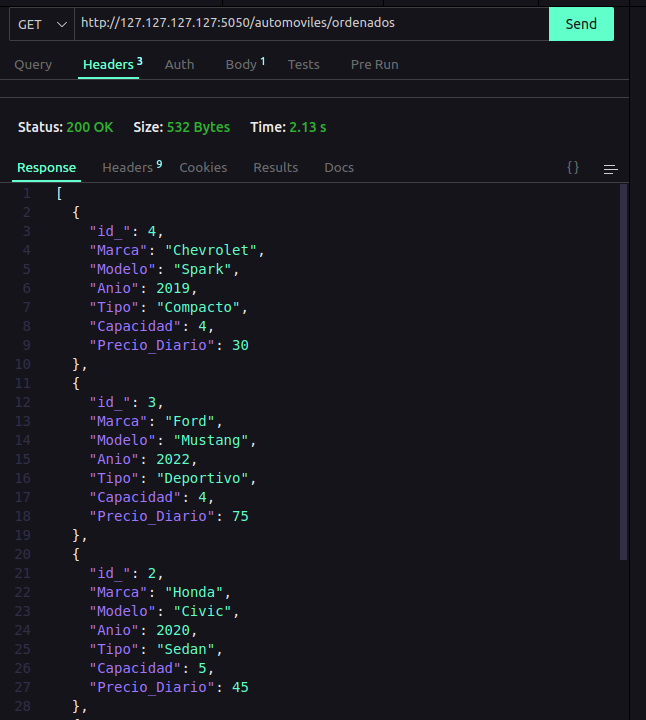 GET http://127.127.127.127:5050/automoviles/ordenados Send
Query Headers 3 Auth Body 1 Tests Pre Run
Status: 200 OK Size: 532 Bytes Time: 2.13 s
Response Headers 9 Cookies Results Docs {}
1 [
2 {
3 "id_": 4,
4 "Marca": "Chevrolet",
5 "Modelo": "Spark",
6 "Anio": 2019,
7 "Tipo": "Compacto",
8 "Capacidad": 4,
9 "Precio_Diario": 30
10 },
11 {
12 "id_": 3,
13 "Marca": "Ford",
14 "Modelo": "Mustang",
15 "Anio": 2022,
16 "Tipo": "Deportivo",
17 "Capacidad": 4,
18 "Precio_Diario": 75
19 },
20 {
21 "id_": 2,
22 "Marca": "Honda",
23 "Modelo": "Civic",
24 "Anio": 2020,
25 "Tipo": "Sedan",
26 "Capacidad": 5,
27 "Precio_Diario": 45
28 },